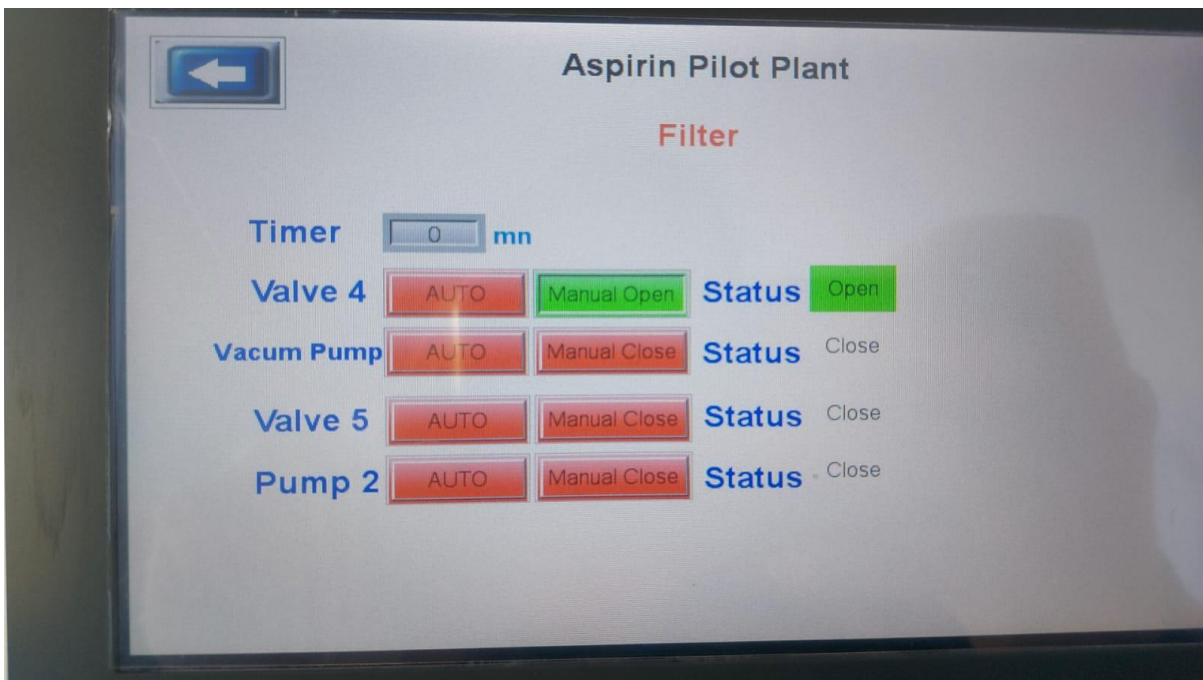 Aspirin Pilot Plant
Filter
Timer 0 mn
Valve 4 AUTO Manual Open Status Open
Vacum Pump AUTO Manual Close Status Close
Valve 5 AUTO Manual Close Status Close
Pump 2 AUTO Manual Close Status Close